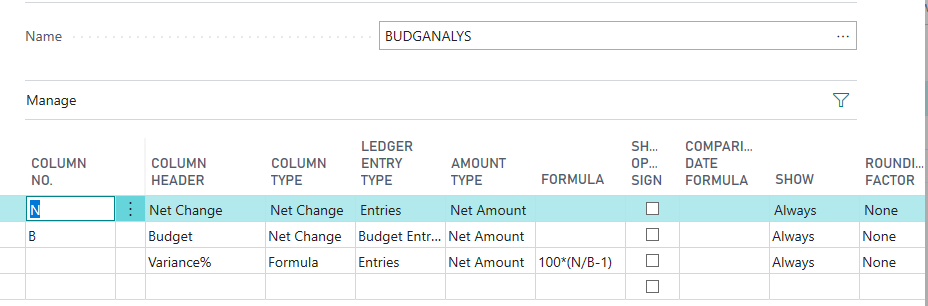 Name BUDGANALYS ...
Manage
COLUMN NO. COLUMN HEADER COLUMN TYPE LEDGER ENTRY TYPE AMOUNT TYPE FORMULA SH... OP... SIGN COMPARI... DATE FORMULA SHOW ROUNDI... FACTOR
N Net Change Net Change Entries Net Amount Always None
B Budget Net Change Budget Entr... Net Amount Always None
Variance% Formula Entries Net Amount 100*(N/B-1) Always None